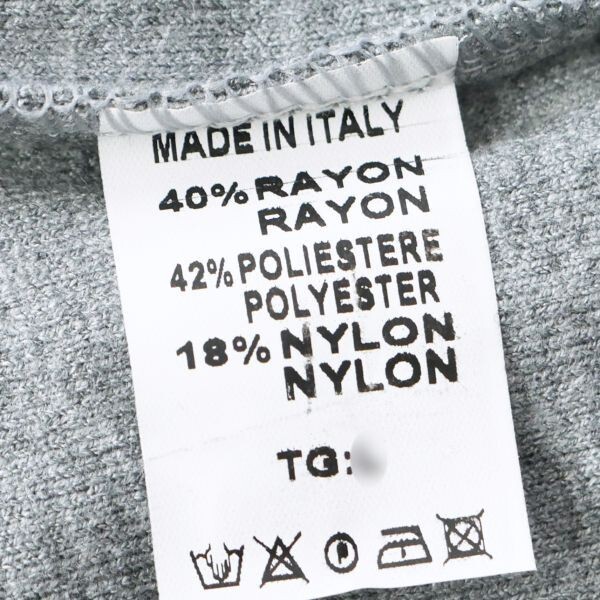 MADE IN ITALY
40% RAYON
RAYON
42% POLIESTERE
POLYESTER
18% NYLON
NYLON
TG:
P